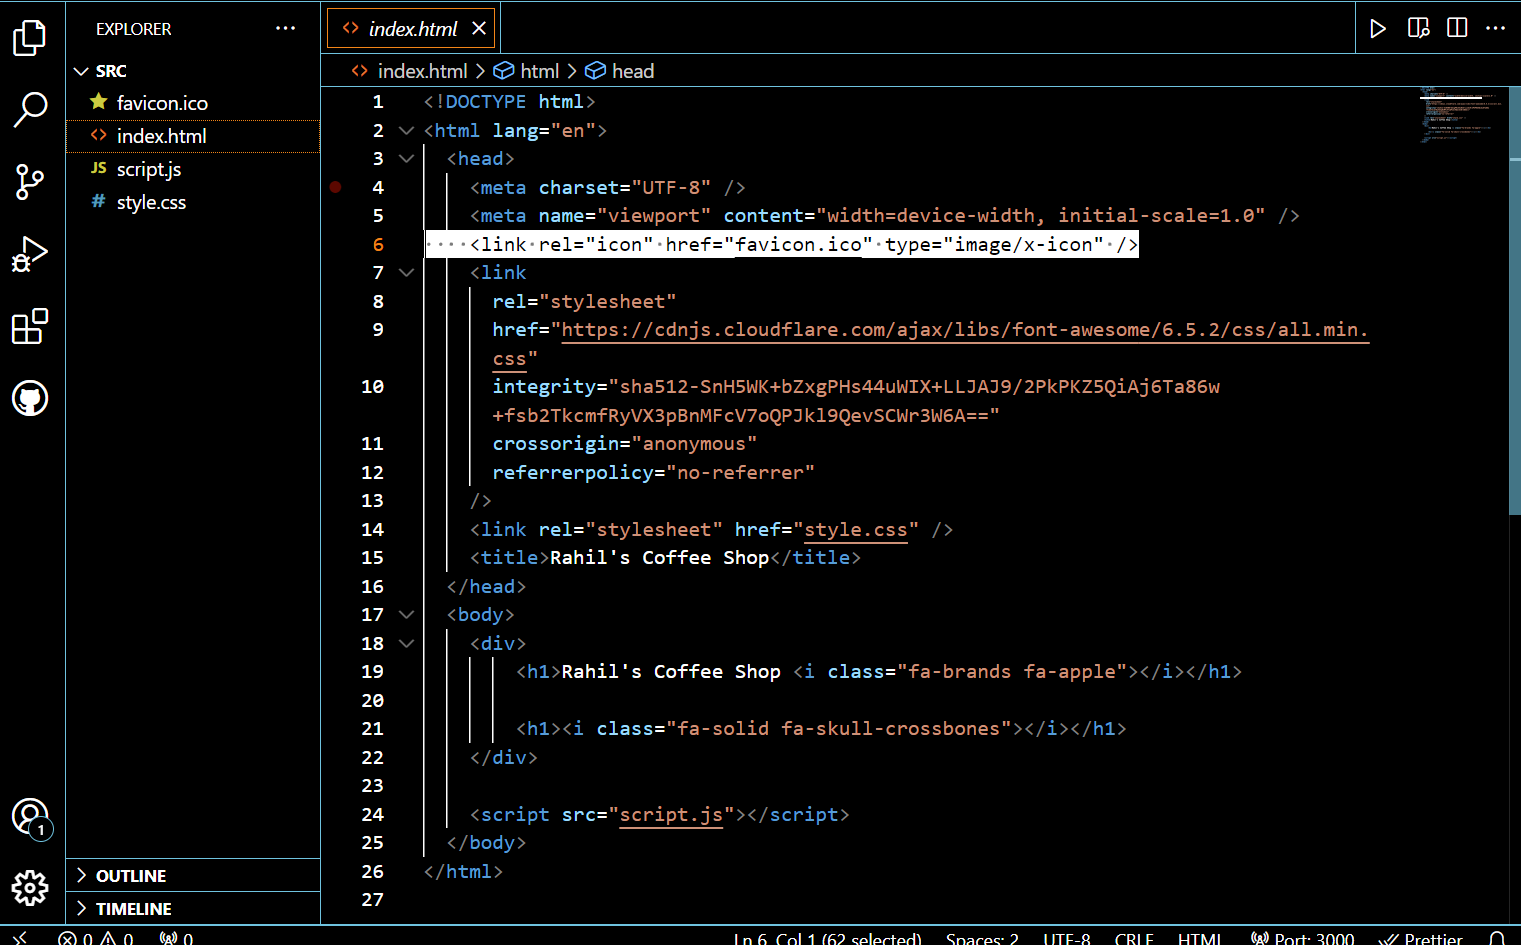 EXPLORER
SRC
favicon.ico
index.html
JS script.js
# style.css
OUTLINE
TIMELINE
1
<> index.html
<> index.html > html > head
1 <!DOCTYPE html>
2 <html lang="en">
3 <head>
4 <meta charset="UTF-8" />
5 <meta name="viewport" content="width=device-width, initial-scale=1.0" />
6 ····<link·rel="icon"·href="favicon.ico"·type="image/x-icon"·/>
7 <link
8 rel="stylesheet"
9 href="https://cdnjs.cloudflare.com/ajax/libs/font-awesome/6.5.2/css/all.min.
css"
10 integrity="sha512-SnH5WK+bZxgPHs44uWIX+LLJAJ9/2PkPKZ5QiAj6Ta86w
+fsb2TkcmfRyVX3pBnMFcV7oQPJkl9QevSCWr3W6A=="
11 crossorigin="anonymous"
12 referrerpolicy="no-referrer"
13 />
14 <link rel="stylesheet" href="style.css" />
15 <title>Rahil's Coffee Shop</title>
16 </head>
17 <body>
18 <div>
19 <h1>Rahil's Coffee Shop <i class="fa-brands fa-apple"></i></h1>
20
21 <h1><i class="fa-solid fa-skull-crossbones"></i></h1>
22 </div>
23
24 <script src="script.js"></script>
25 </body>
26 </html>
27
0 0 0 Ln 6, Col 1 (62 selected) Spaces: 2 UTF-8 CRLF HTML Port: 3000 Prettier